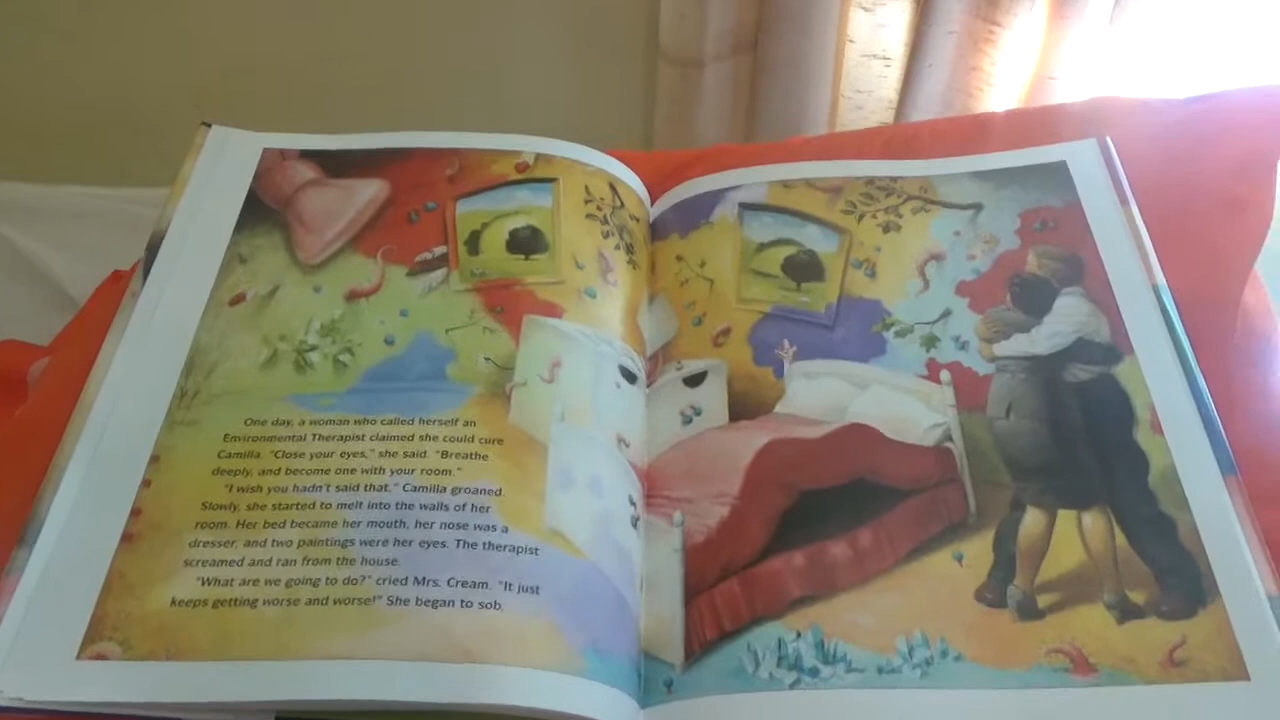 One day, a woman who called herself an
Environmental Therapist claimed she could cure
Camilla. "Close your eyes," she said. "Breathe
deeply, and become one with your room."
"I wish you hadn't said that," Camilla groaned.
Slowly, she started to melt into the walls of her
room. Her bed became her mouth, her nose was a
dresser, and two paintings were her eyes. The therapist
screamed and ran from the house.
"What are we going to do?" cried Mrs. Cream. "It just
keeps getting worse and worse!" She began to sob.